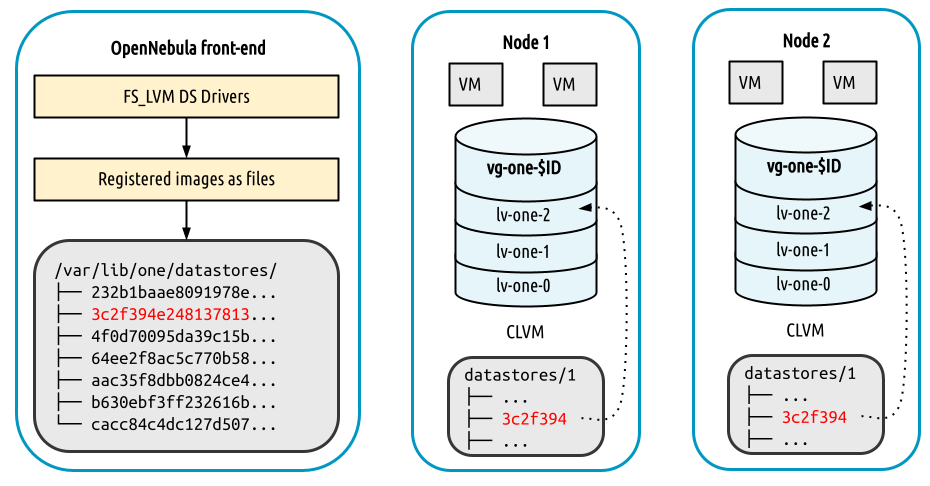 OpenNebula front-end
FS_LVM DS Drivers
Registered images as files
/var/lib/one/datastores/
├── 232b1baae8091978e...
├── 3c2f394e248137813...
├── 4f0d70095da39c15b...
├── 64ee2f8ac5c770b58...
├── aac35f8dbb0824ce4...
├── b630ebf3ff232616b...
└── cacc84c4dc127d507...
Node 1
VM
VM
vg-one-$ID
lv-one-2
lv-one-1
lv-one-0
CLVM
datastores/1
├── ...
├── 3c2f394
├── ...
Node 2
VM
VM
vg-one-$ID
lv-one-2
lv-one-1
lv-one-0
CLVM
datastores/1
├── ...
├── 3c2f394
├── ...